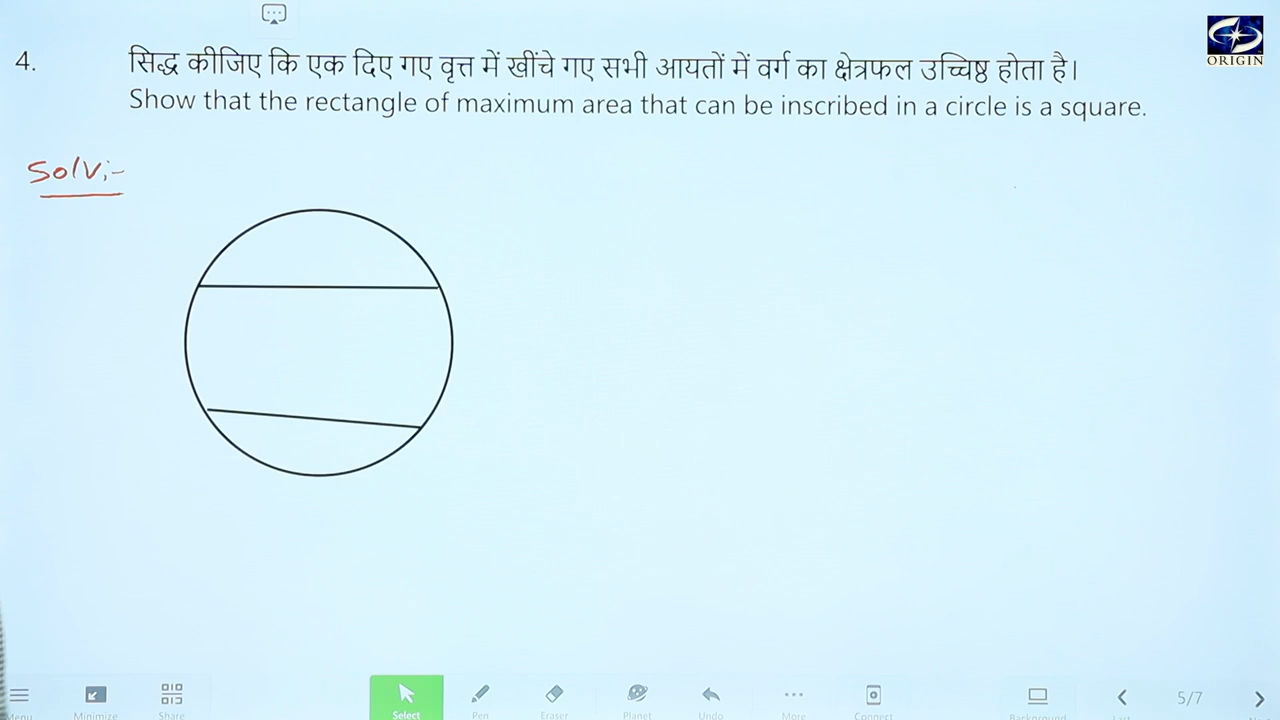 4. सिद्ध कीजिए कि एक दिए गए वृत्त में खींचे गए सभी आयतों में वर्ग का क्षेत्रफल उच्चिष्ठ होता है।
Show that the rectangle of maximum area that can be inscribed in a circle is a square.
ORIGIN
Solv:-
Menu Minimize Share Select Pen Eraser Planet Undo More Connect Background 5/7